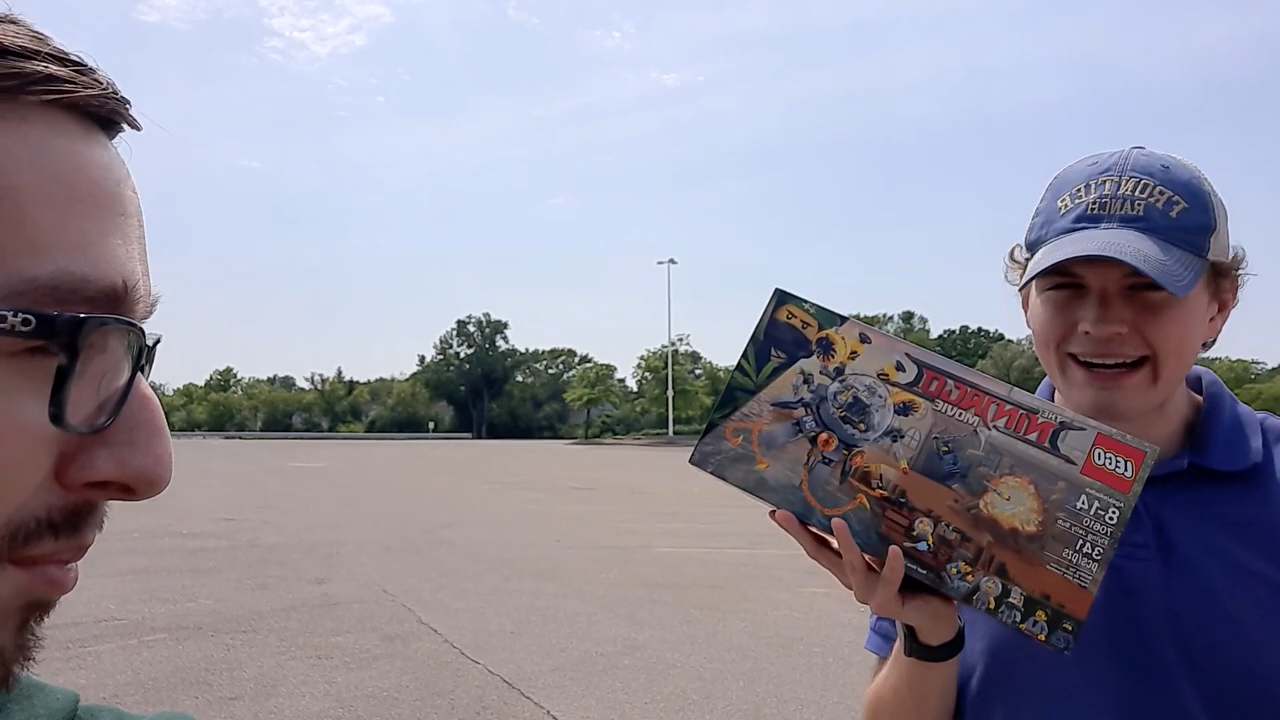 FRONTIER
RANCH
THE
NINJAGO
MOVIE
LEGO
8-14
70610
Flying Jelly Sub
341
pcs/pzs